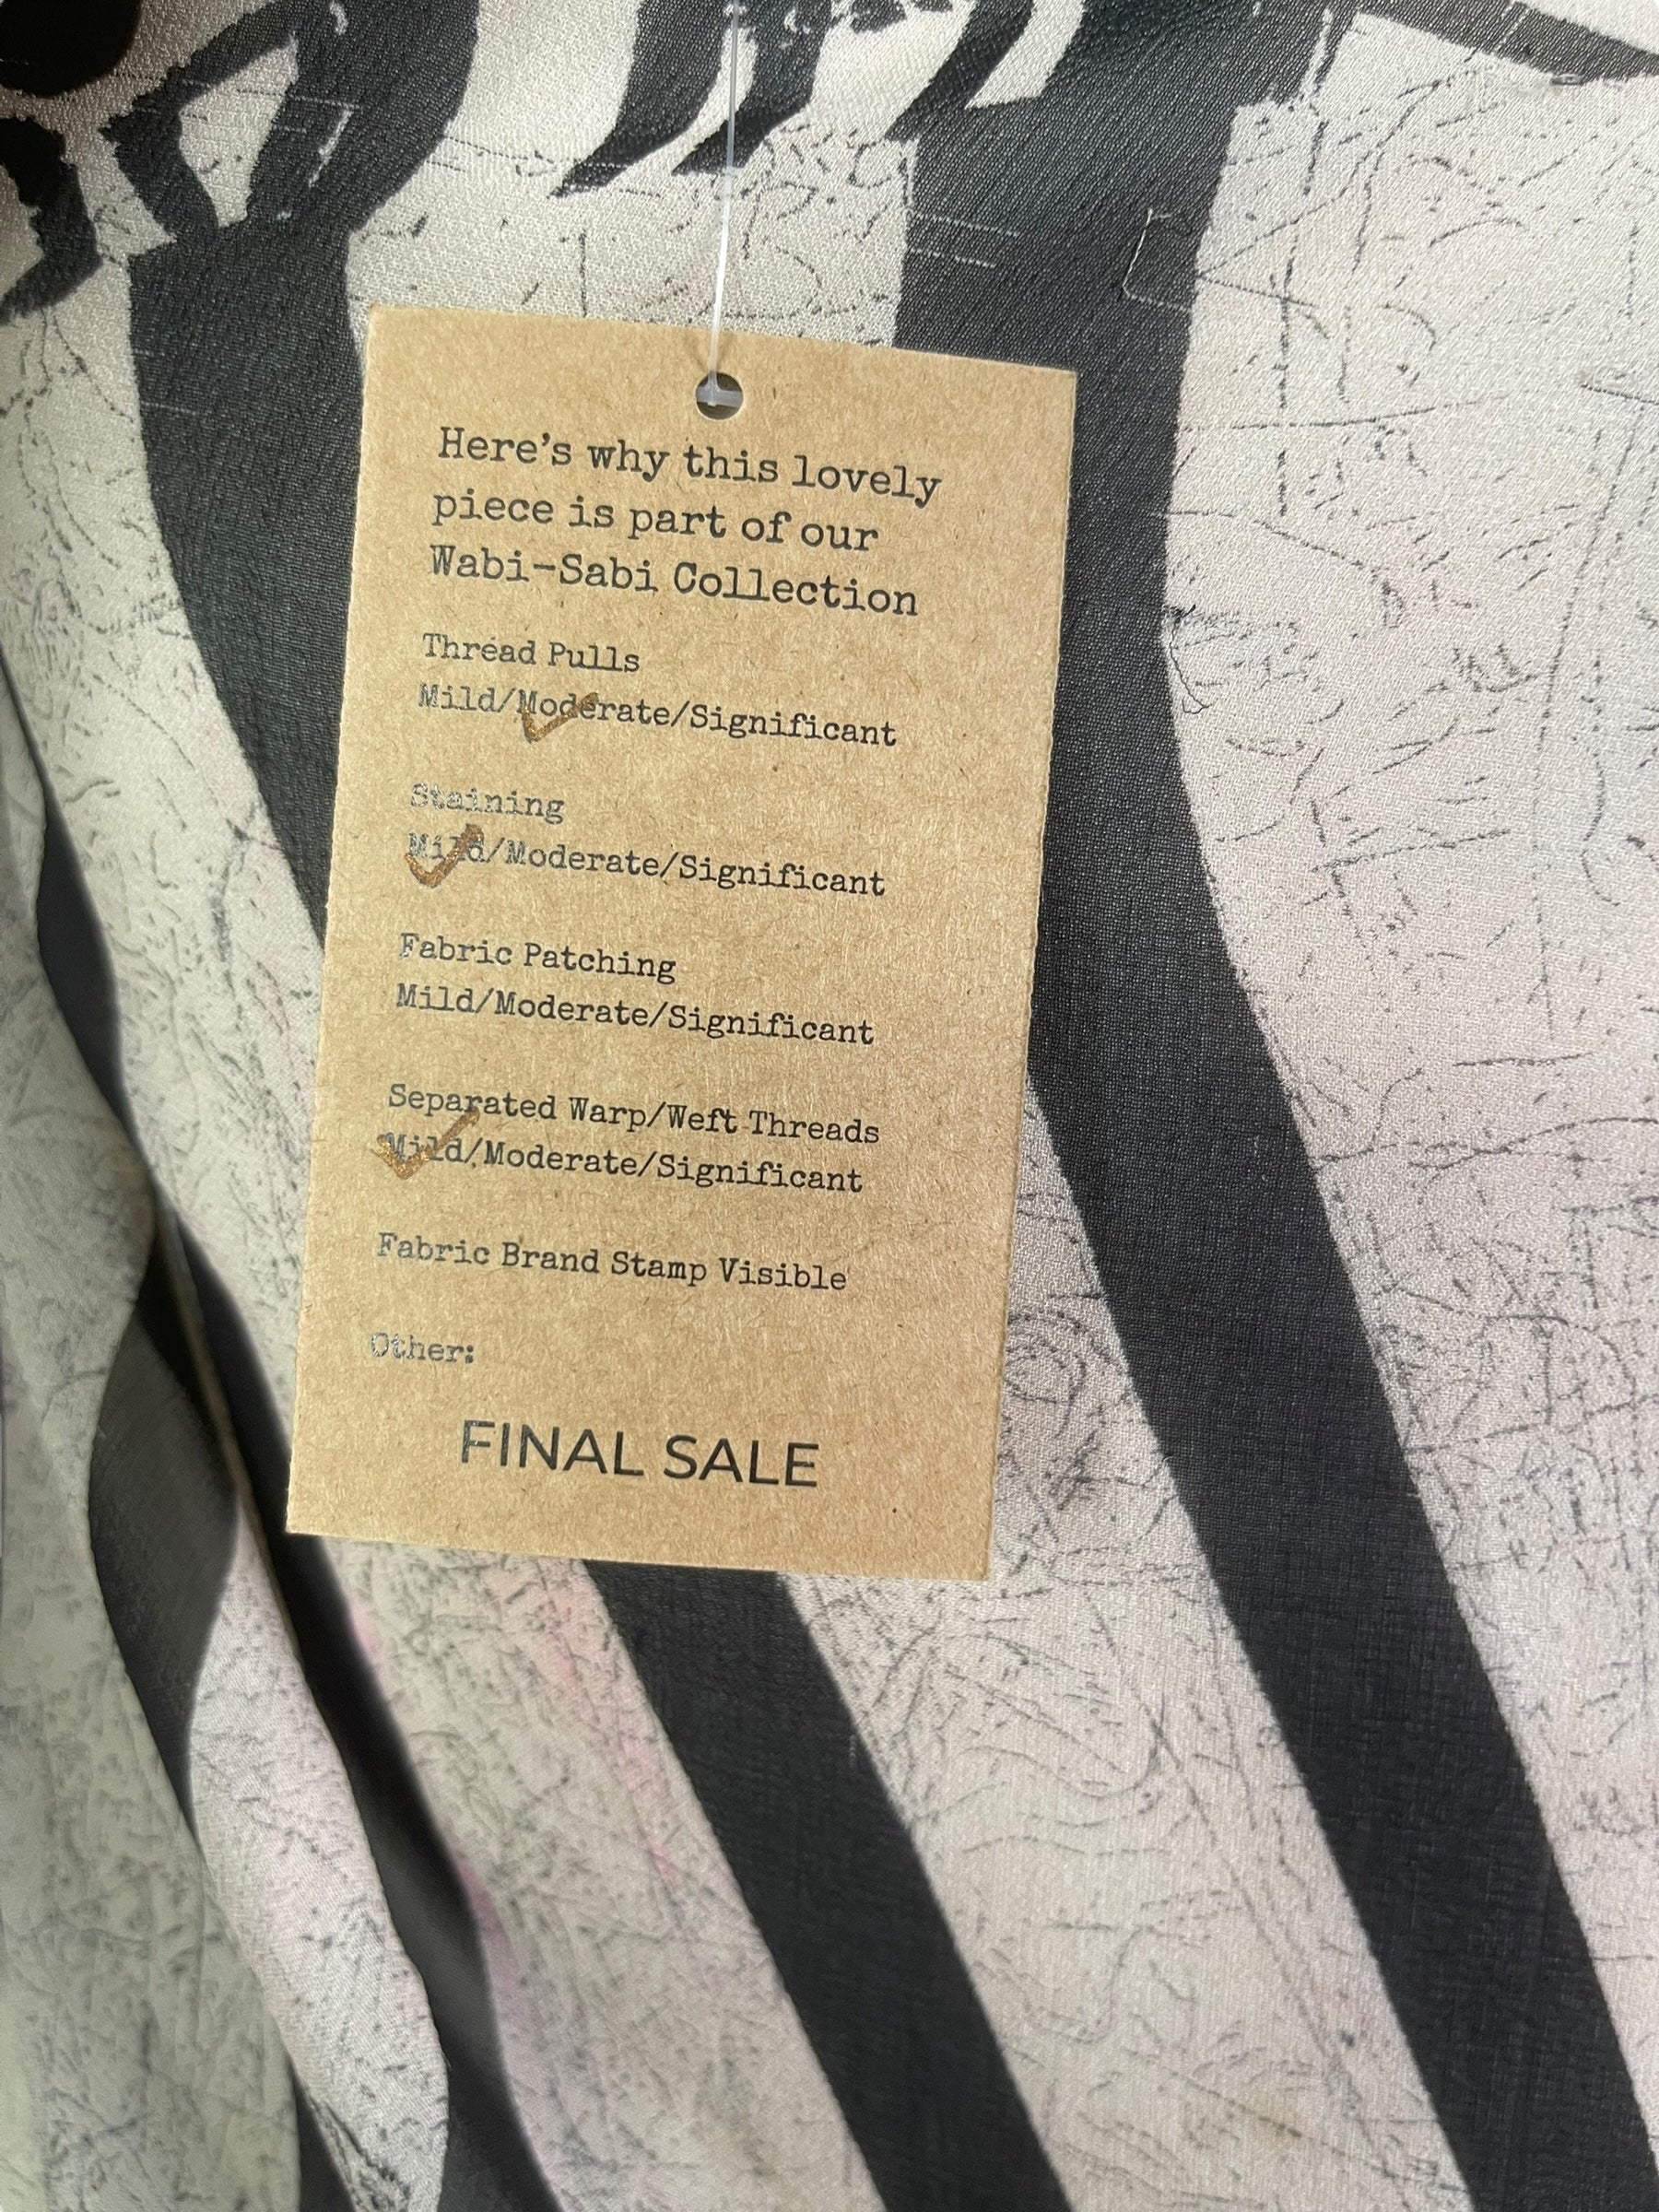 Here's why this lovely
piece is part of our
Wabi-Sabi Collection
Thread Pulls
Mild/Moderate/Significant
Staining
Mild/Moderate/Significant
Fabric Patching
Mild/Moderate/Significant
Separated Warp/Weft Threads
Mild/Moderate/Significant
Fabric Brand Stamp Visible
Other:
FINAL SALE